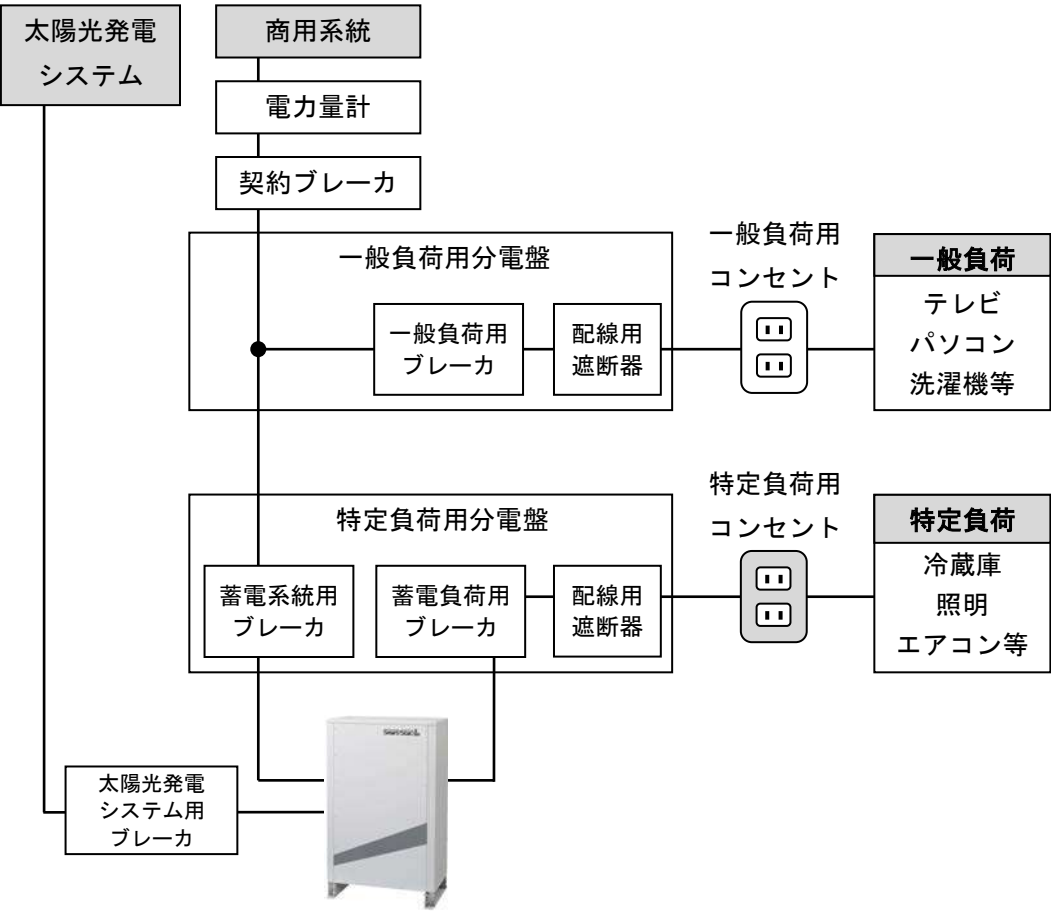 太陽光発電
システム
商用系統
電力量計
契約ブレーカ
一般負荷用分電盤
一般負荷用
ブレーカ
配線用
遮断器
一般負荷用
コンセント
一般負荷
テレビ
パソコン
洗濯機等
特定負荷用分電盤
蓄電系統用
ブレーカ
蓄電負荷用
ブレーカ
配線用
遮断器
特定負荷用
コンセント
特定負荷
冷蔵庫
照明
エアコン等
太陽光発電
システム用
ブレーカ